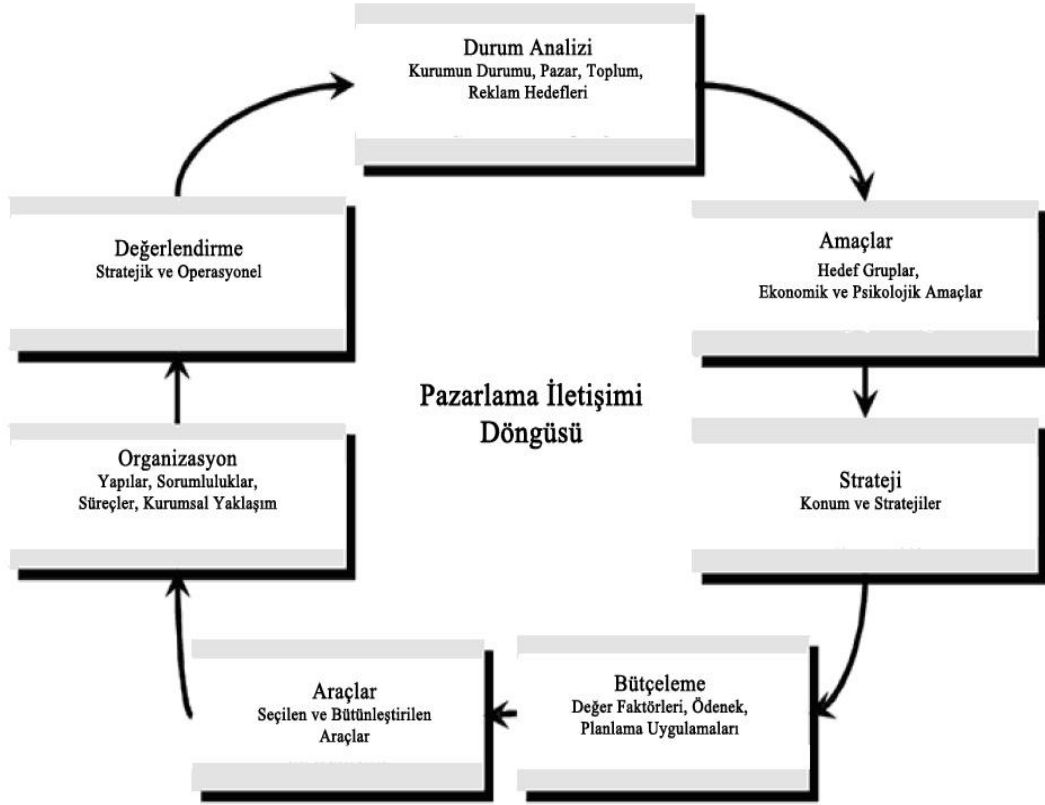 Durum Analizi
Kurumun Durumu, Pazar, Toplum,
Reklam Hedefleri
Amaçlar
Hedef Gruplar,
Ekonomik ve Psikolojik Amaçlar
Strateji
Konum ve Stratejiler
Bütçeleme
Değer Faktörleri, Ödenek,
Planlama Uygulamaları
Araçlar
Seçilen ve Bütünleştirilen
Araçlar
Organizasyon
Yapılar, Sorumluluklar,
Süreçler, Kurumsal Yaklaşım
Değerlendirme
Stratejik ve Operasyonel
Pazarlama İletişimi
Döngüsü